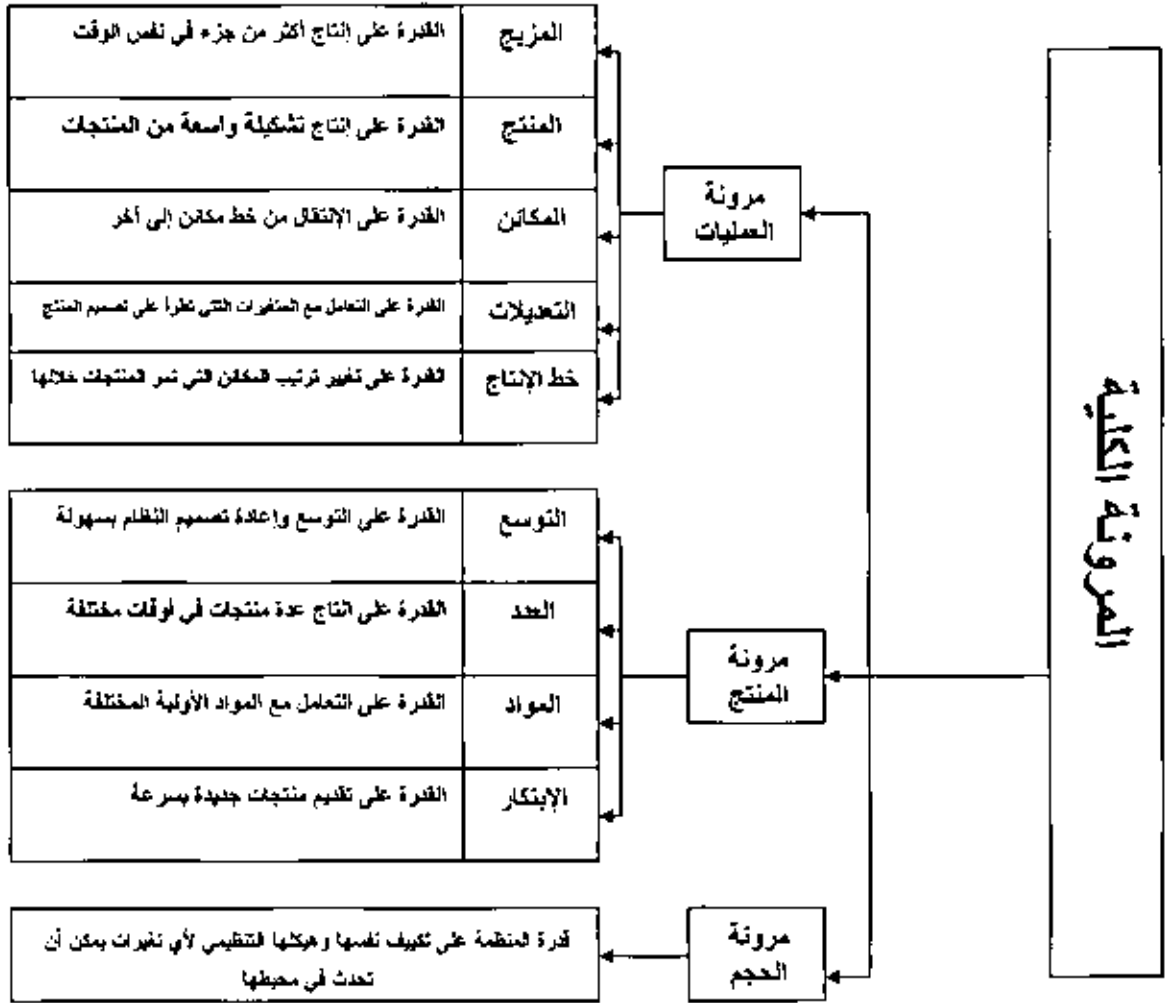 المرونة الكلية
مرونة
العمليات
المزيج
القدرة على إنتاج أكثر من جزء في نفس الوقت
المنتج
القدرة على إنتاج تشكيلة واسعة من المنتجات
المكائن
القدرة على الإنتقال من خط مكائن إلى آخر
التعديلات
القدرة على التعامل مع المتغيرات التي تطرأ على تصميم المنتج
خط الإنتاج
القدرة على تغيير ترتيب المكائن التي تمر المنتجات خلالها
مرونة
المنتج
التوسع
القدرة على التوسع وإعادة تصميم النظام بسهولة
العدد
القدرة على انتاج عدة منتجات في أوقات مختلفة
المواد
القدرة على التعامل مع المواد الأولية المختلفة
الإبتكار
القدرة على تقديم منتجات جديدة بسرعة
مرونة
الحجم
قدرة المنظمة على تكييف نفسها وهيكلها التنظيمي لأي تغيرات يمكن أن
تحدث في محيطها